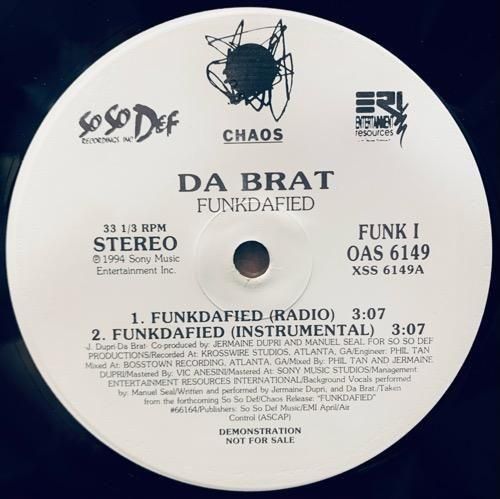 CHAOS
SO SO DEF
RECORDINGS INC
ERI
ENTERTAINMENT
resources
DA BRAT
FUNKDAFIED
33 1/3 RPM
STEREO
℗ 1994 Sony Music
Entertainment Inc.
FUNK I
OAS 6149
XSS 6149A
1. FUNKDAFIED (RADIO) 3:07
2. FUNKDAFIED (INSTRUMENTAL) 3:07
J. Dupri-Da Brat- Co-produced by: JERMAINE DUPRI AND MANUEL SEAL FOR SO SO DEF
PRODUCTIONS/Recorded At: KROSSWIRE STUDIOS, ATLANTA, GA/Engineer: PHIL TAN
Mixed At: BOSSTOWN RECORDING, ATLANTA, GA/Mixed By: PHIL TAN AND JERMAINE
DUPRI/Mastered By: VIC ANESINI/Mastered At: SONY MUSIC STUDIOS/Management:
ENTERTAINMENT RESOURCES INTERNATIONAL/Background Vocals performed
by: Manuel Seal/Written and performed by Jermaine Dupri, and Da Brat./Taken
from the forthcoming So So Def/Chaos Release: "FUNKDAFIED"
#66164/Publishers: So So Def Music/EMI April/Air
Control (ASCAP)
DEMONSTRATION
NOT FOR SALE